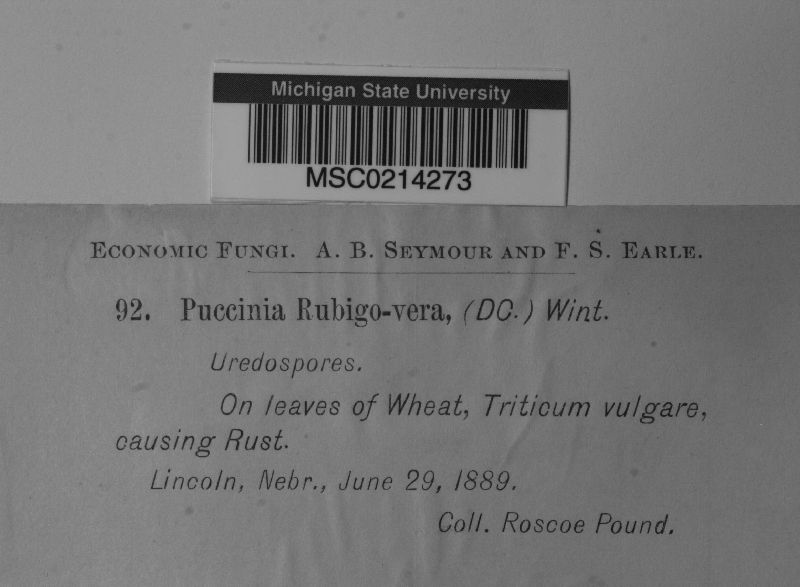 Michigan State University
MSC0214273
Economic Fungi. A. B. Seymour and F. S. Earle.
92. Puccinia Rubigo-vera, (DC.) Wint.
Uredospores.
On leaves of Wheat, Triticum vulgare,
causing Rust.
Lincoln, Nebr., June 29, 1889.
Coll. Roscoe Pound.